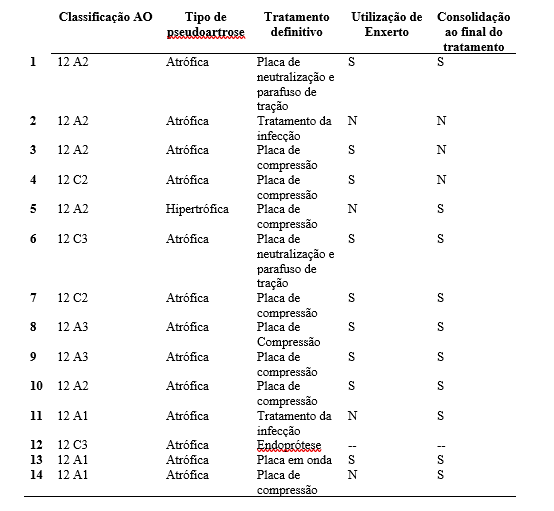 Classificação AO Tipo de Tratamento Utilização de Consolidação
pseudoartrose definitivo Enxerto ao final do
tratamento
1 12 A2 Atrófica Placa de S S
neutralização e
parafuso de
tração
2 12 A2 Atrófica Tratamento da N N
infecção
3 12 A2 Atrófica Placa de S N
compressão
4 12 C2 Atrófica Placa de S N
compressão
5 12 A2 Hipertrófica Placa de N S
compressão
6 12 C3 Atrófica Placa de S S
neutralização e
parafuso de
tração
7 12 C2 Atrófica Placa de S S
compressão
8 12 A3 Atrófica Placa de S S
Compressão
9 12 A3 Atrófica Placa de S S
compressão
10 12 A2 Atrófica Placa de S S
compressão
11 12 A1 Atrófica Tratamento da N S
infecção
12 12 C3 Atrófica Endoprótese -- --
13 12 A1 Atrófica Placa em onda S S
14 12 A1 Atrófica Placa de N S
compressão